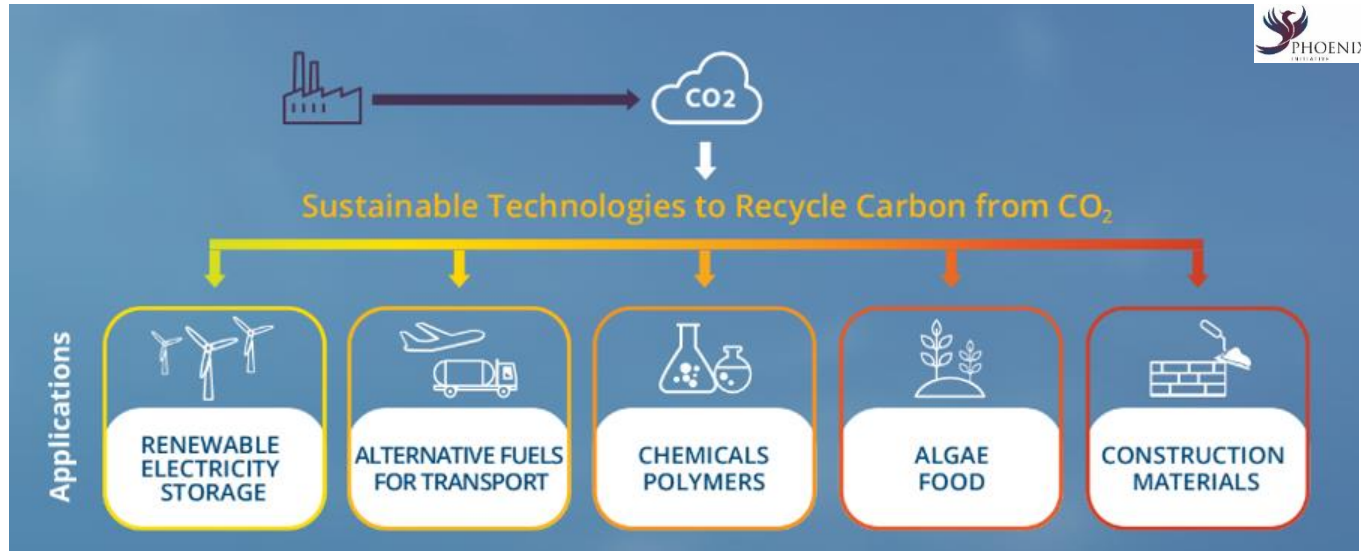 PHOENIX
INITIATIVE
CO2
Sustainable Technologies to Recycle Carbon from CO₂
Applications
RENEWABLE
ELECTRICITY
STORAGE
ALTERNATIVE FUELS
FOR TRANSPORT
CHEMICALS
POLYMERS
ALGAE
FOOD
CONSTRUCTION
MATERIALS